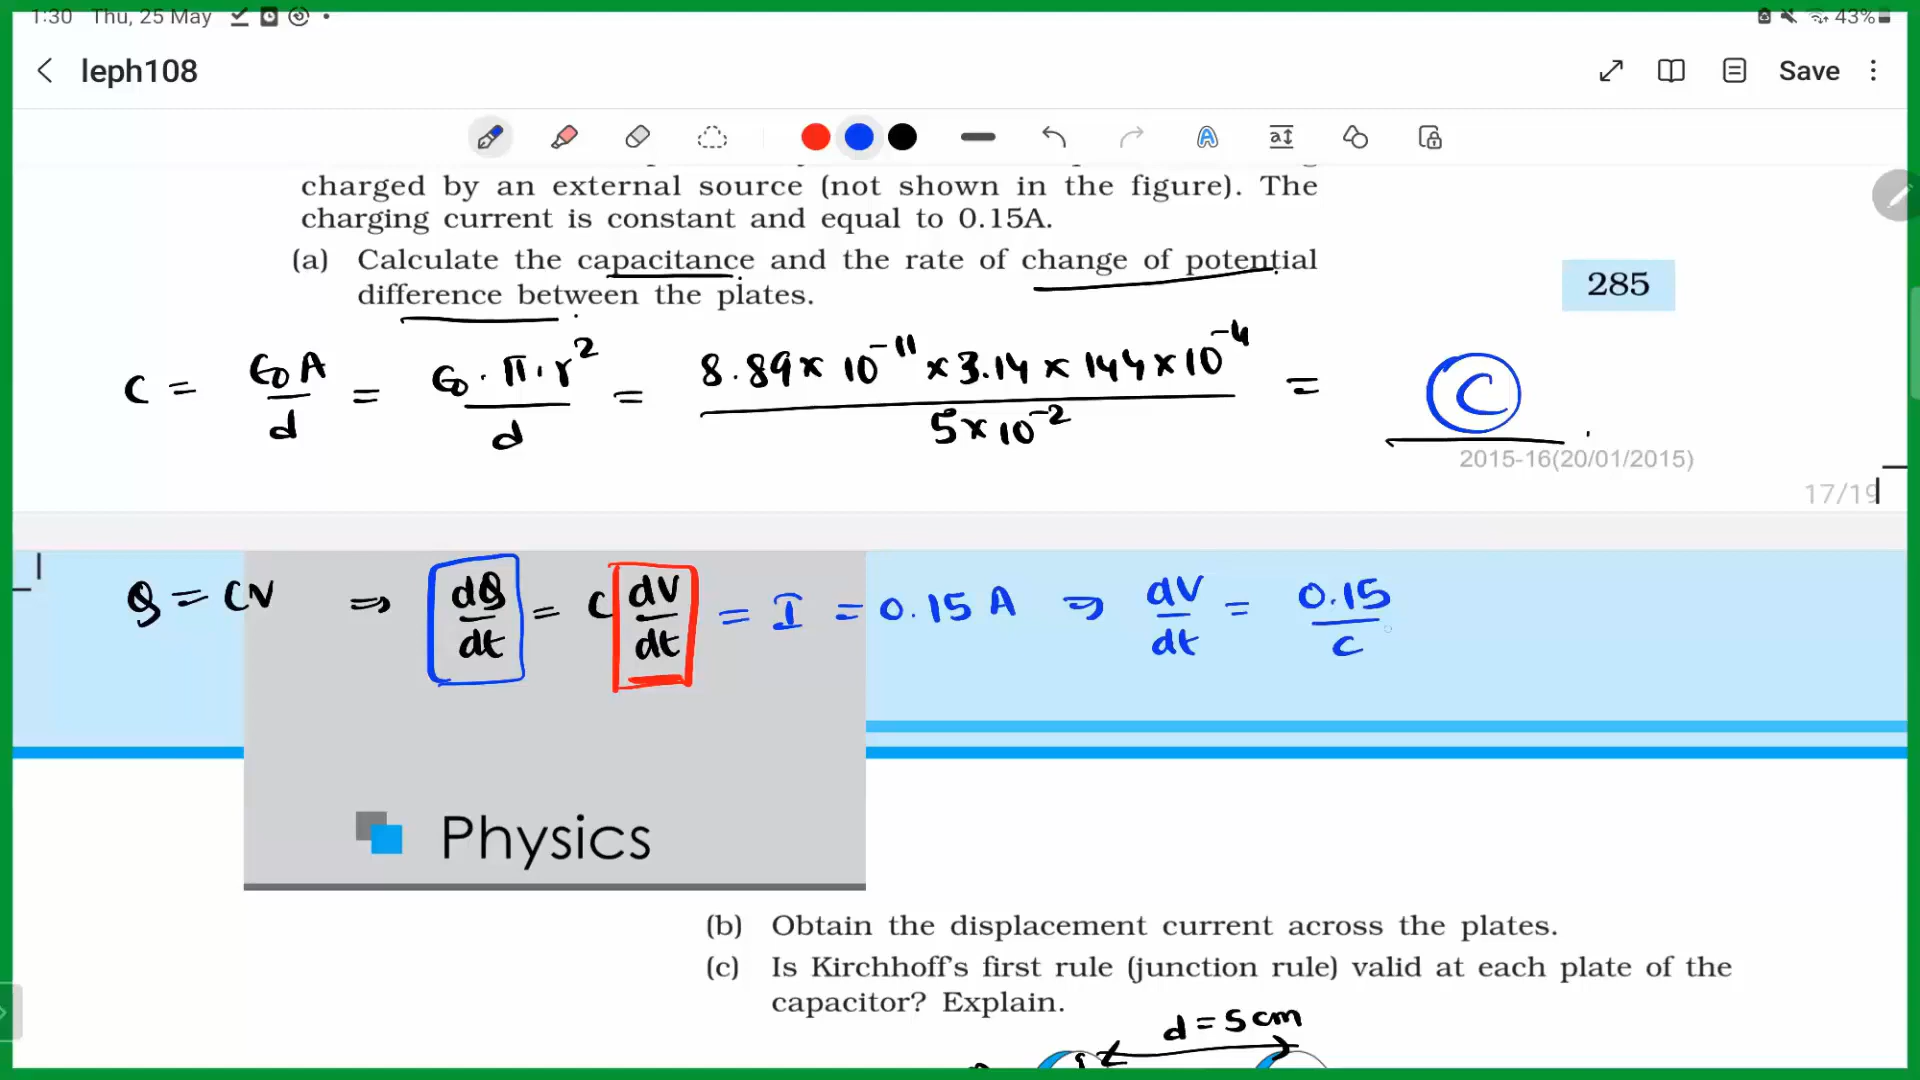 1:30 Thu, 25 May
43%
leph108
Save
charged by an external source (not shown in the figure). The
charging current is constant and equal to 0.15A.
(a) Calculate the capacitance and the rate of change of potential
difference between the plates.
285
C = ϵ₀A/d = ϵ₀·π·r²/d = 8.89 × 10⁻¹¹ × 3.14 × 144 × 10⁻⁴ / 5 × 10⁻² = C
2015-16(20/01/2015)
17/19
Q = CV ⇒ dQ/dt = C dV/dt = I = 0.15 A ⇒ dV/dt = 0.15/C
Physics
(b) Obtain the displacement current across the plates.
(c) Is Kirchhoff's first rule (junction rule) valid at each plate of the
capacitor? Explain.
d = 5 cm